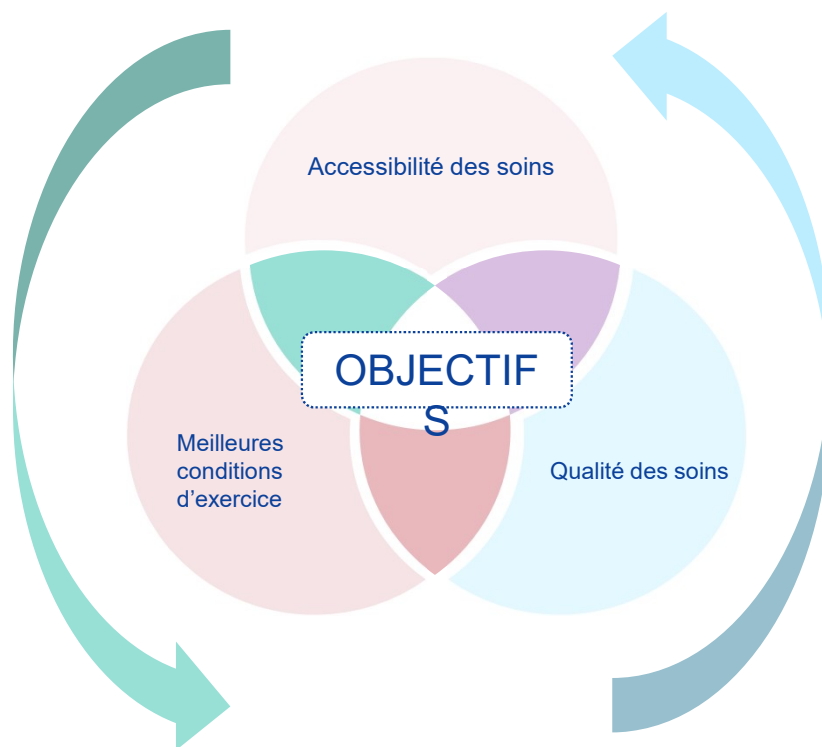 Accessibilité des soins
OBJECTIF
S
Meilleures
conditions
d’exercice
Qualité des soins